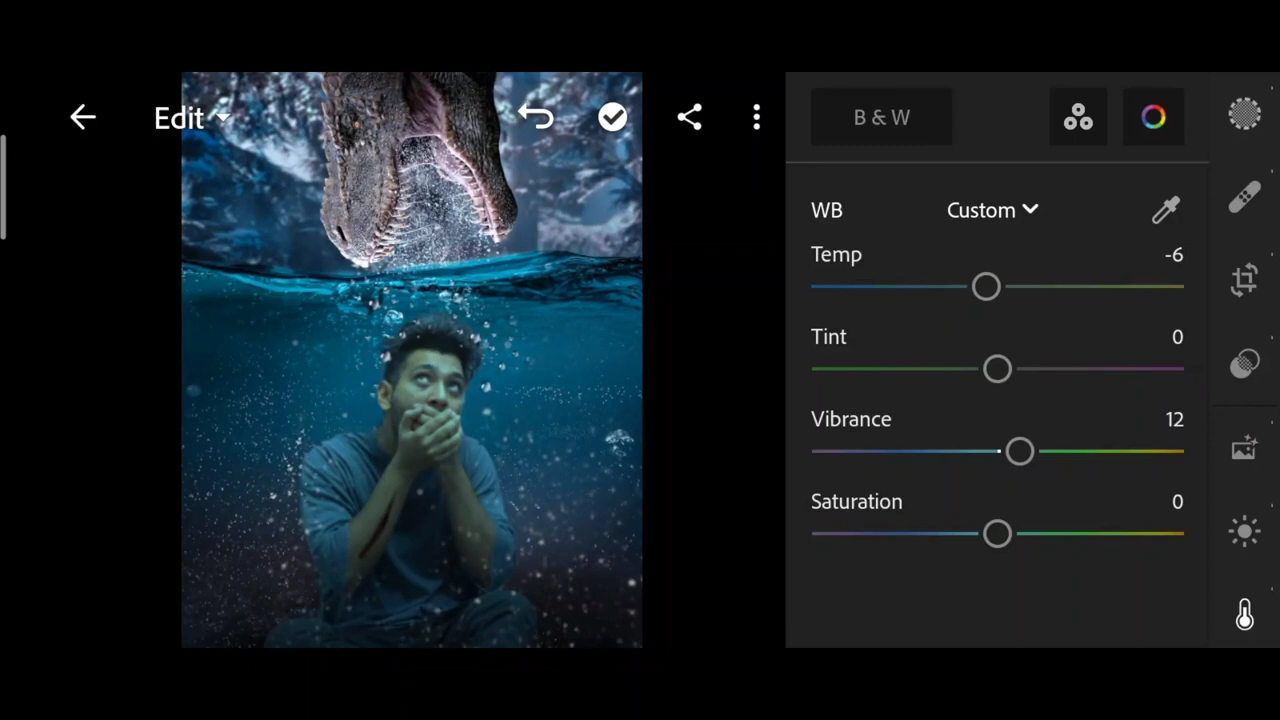 Edit
B & W
WB Custom
Temp -6
Tint 0
Vibrance 12
Saturation 0